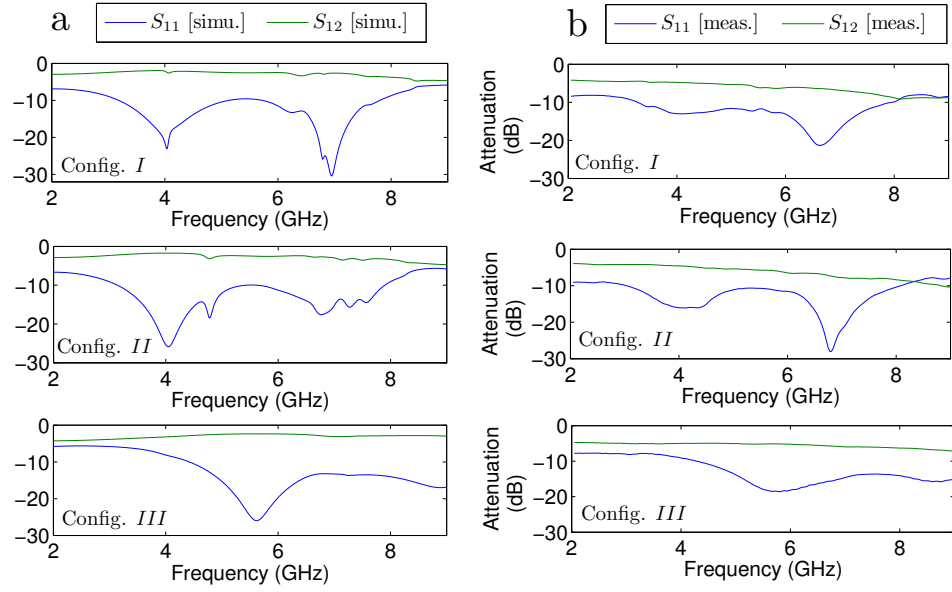 a
S11 [simu.] S12 [simu.]
0
−10
−20
−30
Config. I
2 4 6 8
Frequency (GHz)
0
−10
−20
−30
Config. II
2 4 6 8
Frequency (GHz)
0
−10
−20
−30
Config. III
2 4 6 8
Frequency (GHz)
b
S11 [meas.] S12 [meas.]
Attenuation
(dB)
0
−10
−20
−30
Config. I
2 4 6 8
Frequency (GHz)
Attenuation
(dB)
0
−10
−20
−30
Config. II
2 4 6 8
Frequency (GHz)
Attenuation
(dB)
0
−10
−20
−30
Config. III
2 4 6 8
Frequency (GHz)